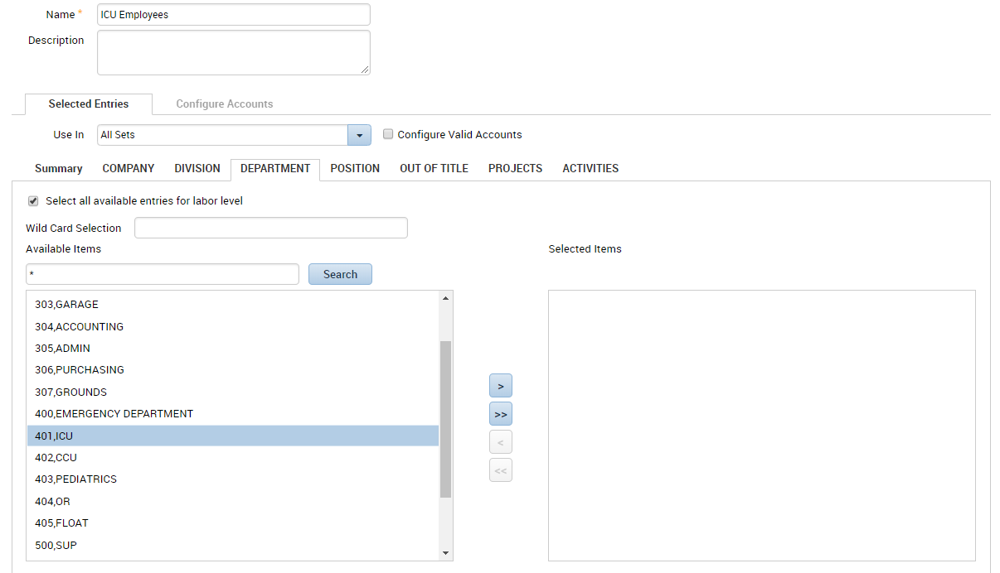 Name *
ICU Employees
Description
Selected Entries
Configure Accounts
Use In
All Sets
Configure Valid Accounts
Summary
COMPANY
DIVISION
DEPARTMENT
POSITION
OUT OF TITLE
PROJECTS
ACTIVITIES
Select all available entries for labor level
Wild Card Selection
Available Items
Selected Items
*
Search
303,GARAGE
304,ACCOUNTING
305,ADMIN
306,PURCHASING
307,GROUNDS
400,EMERGENCY DEPARTMENT
401,ICU
402,CCU
403,PEDIATRICS
404,OR
405,FLOAT
500,SUP
>
>>
<
<<